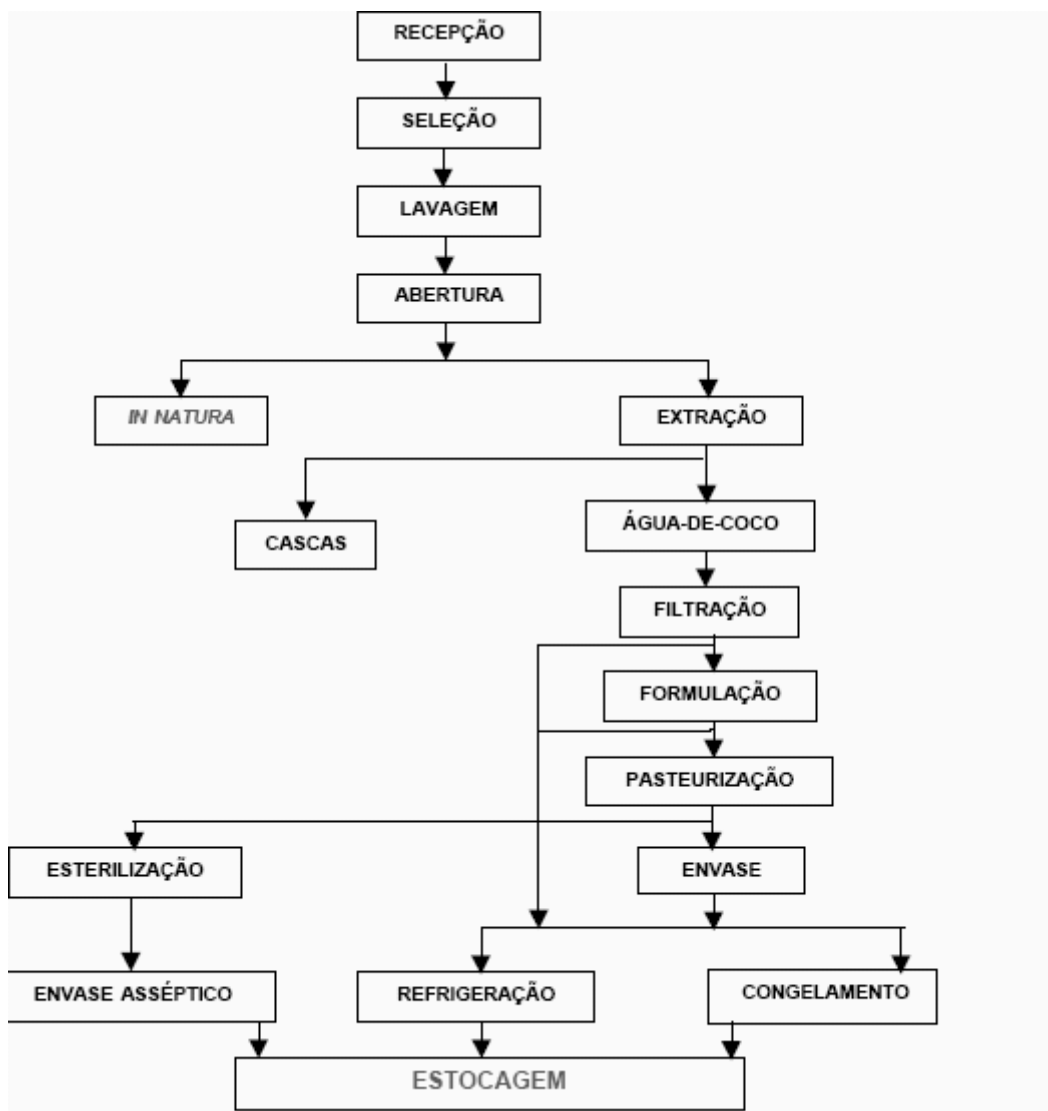 RECEPÇÃO
SELEÇÃO
LAVAGEM
ABERTURA
IN NATURA
EXTRAÇÃO
CASCAS
ÁGUA-DE-COCO
FILTRAÇÃO
FORMULAÇÃO
PASTEURIZAÇÃO
ESTERILIZAÇÃO
ENVASE
ENVASE ASSÉPTICO
REFRIGERAÇÃO
CONGELAMENTO
ESTOCAGEM